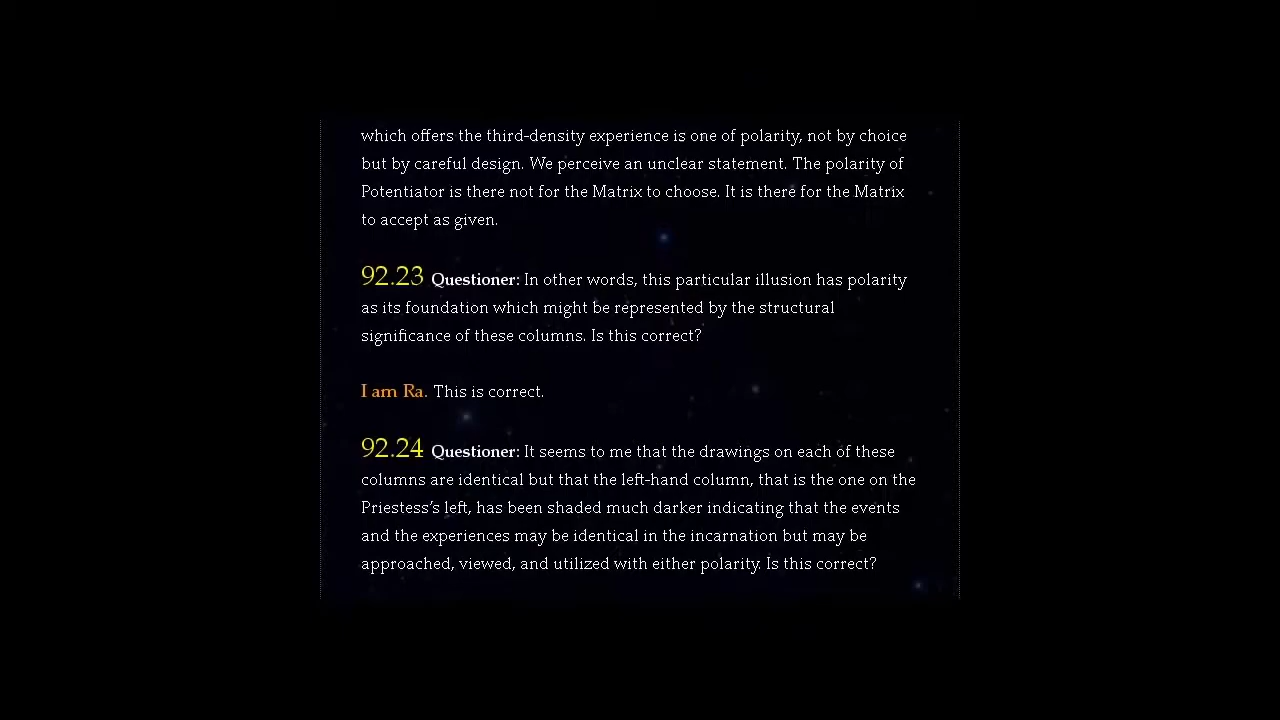 which offers the third-density experience is one of polarity, not by choice
but by careful design. We perceive an unclear statement. The polarity of
Potentiator is there not for the Matrix to choose. It is there for the Matrix
to accept as given.
92.23 Questioner: In other words, this particular illusion has polarity
as its foundation which might be represented by the structural
significance of these columns. Is this correct?
I am Ra. This is correct.
92.24 Questioner: It seems to me that the drawings on each of these
columns are identical but that the left-hand column, that is the one on the
Priestess’s left, has been shaded much darker indicating that the events
and the experiences may be identical in the incarnation but may be
approached, viewed, and utilized with either polarity. Is this correct?